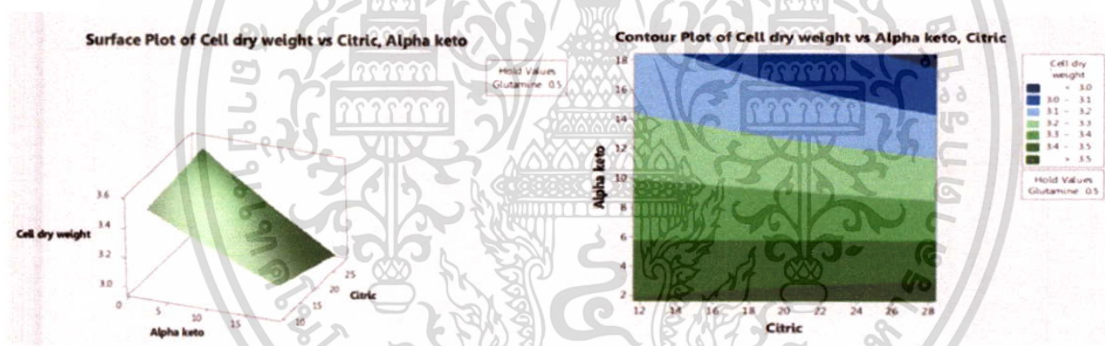 Surface Plot of Cell dry weight vs Citric, Alpha keto
Hold Values
Glutamine 0.5
3.6
3.4
Cell dry weight
3.2
3.0
0
5
10
15
Alpha keto
10
15
20
25
Citric
Contour Plot of Cell dry weight vs Alpha keto, Citric
18
16
14
12
10
8
6
4
2
Alpha keto
12 14 16 18 20 22 24 26 28
Citric
Cell dry
weight
< 3.0
3.0 - 3.1
3.1 - 3.2
3.2 - 3.3
3.3 - 3.4
3.4 - 3.5
> 3.5
Hold Values
Glutamine 0.5